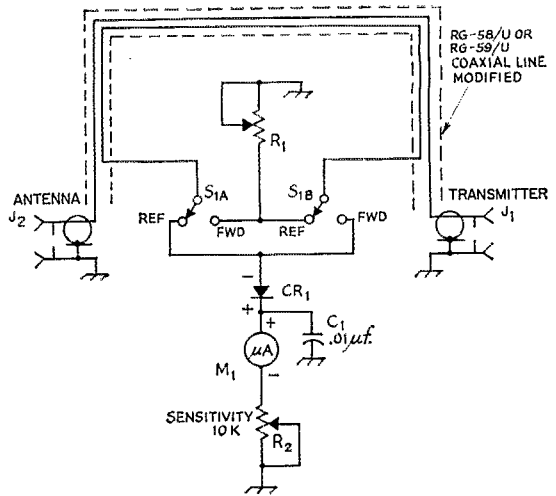 RG-58/U OR
RG-59/U
COAXIAL LINE
MODIFIED
R1
ANTENNA
J2
S1A
S1B
TRANSMITTER
J1
REF
FWD
REF
FWD
−
CR1
+
+
C1
.01μf.
μA
M1
−
SENSITIVITY
10K
R2